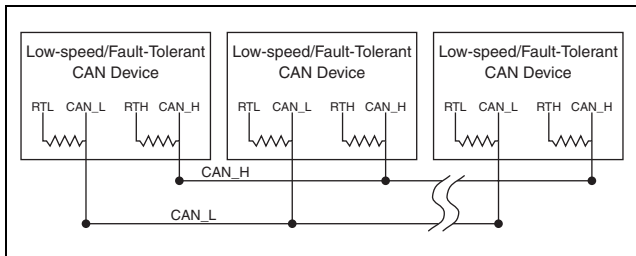 Low-speed/Fault-Tolerant
CAN Device
RTL CAN_L RTH CAN_H
Low-speed/Fault-Tolerant
CAN Device
RTL CAN_L RTH CAN_H
Low-speed/Fault-Tolerant
CAN Device
RTL CAN_L RTH CAN_H
CAN_H
CAN_L